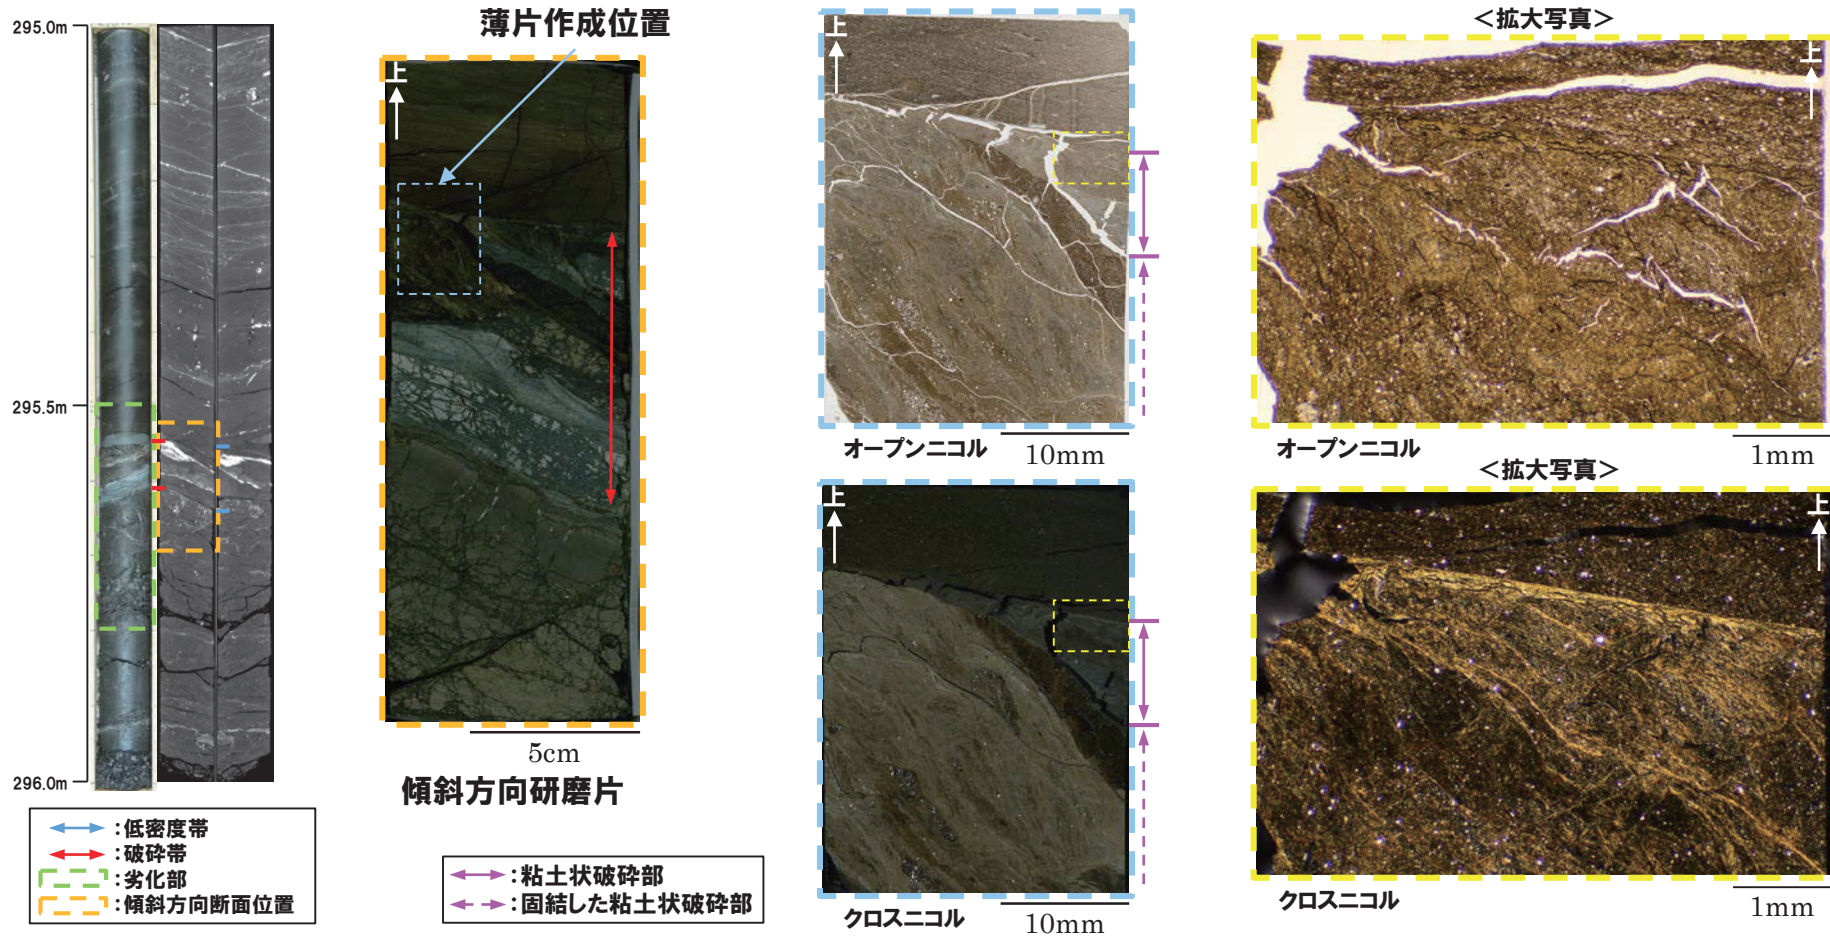 295.0m
295.5m
296.0m
:低密度帯
:破砕帯
:劣化部
:傾斜方向断面位置
薄片作成位置
上
5cm
傾斜方向研磨片
:粘土状破砕部
:固結した粘土状破砕部
上
オープンニコル
10mm
上
クロスニコル
10mm
<拡大写真>
上
オープンニコル
1mm
<拡大写真>
上
クロスニコル
1mm